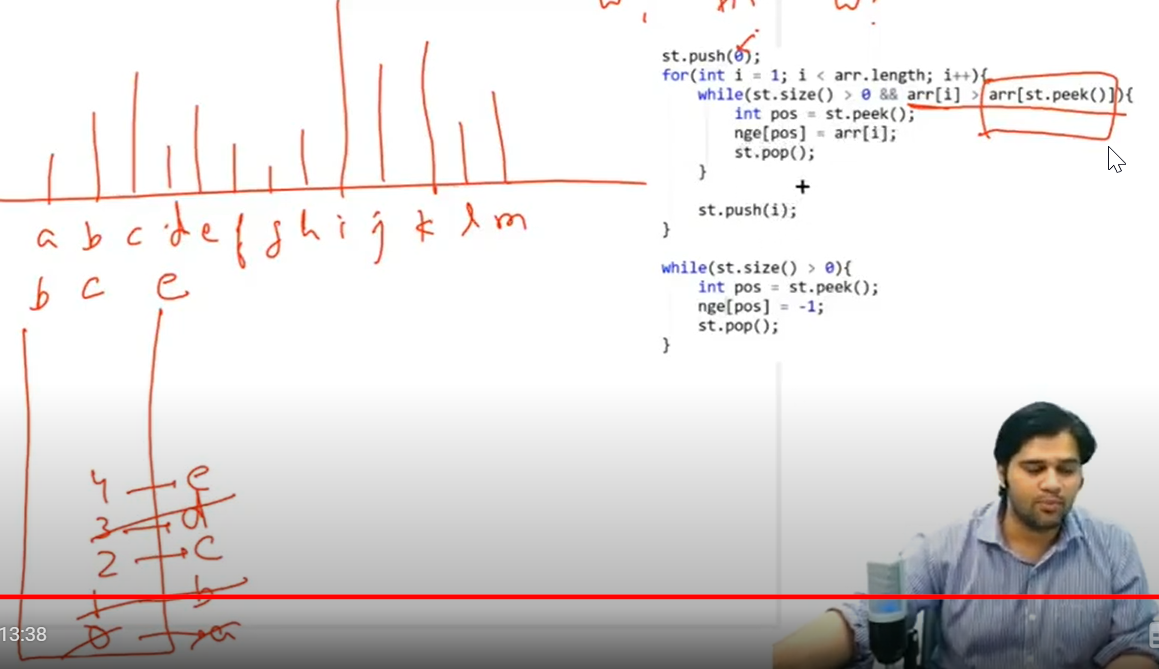 st.push(0);
for(int i = 1; i < arr.length; i++){
while(st.size() > 0 && arr[i] > arr[st.peek()]){
int pos = st.peek();
nge[pos] = arr[i];
st.pop();
}
st.push(i);
}
while(st.size() > 0){
int pos = st.peek();
nge[pos] = -1;
st.pop();
}
a b c d e f g h i j k l m
b c e
4 → e
3 → d
2 → c
1 b
0 → a
13:38